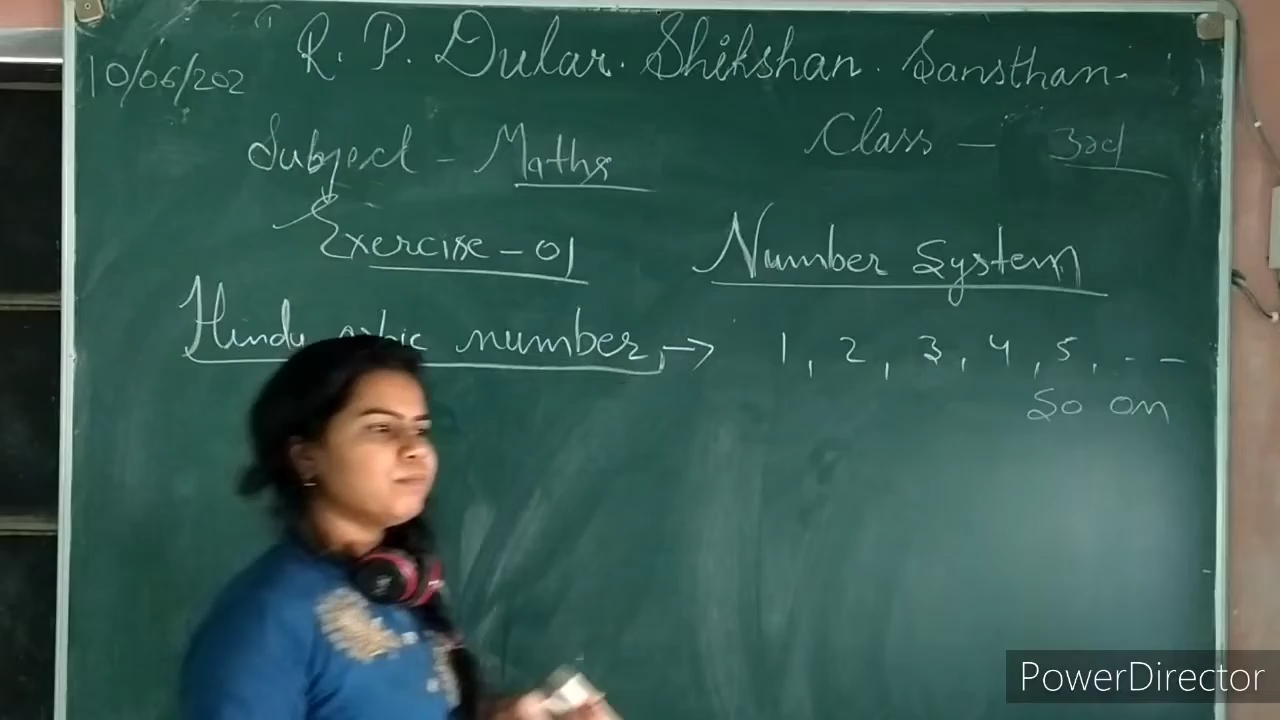 R. P. Dular. Shikshan. Sansthan.
10/06/202
Subject - Maths
Class - 3rd
Exercise - 01
Number System
Hindu number, → 1, 2, 3, 4, 5, - - -
So on
PowerDirector